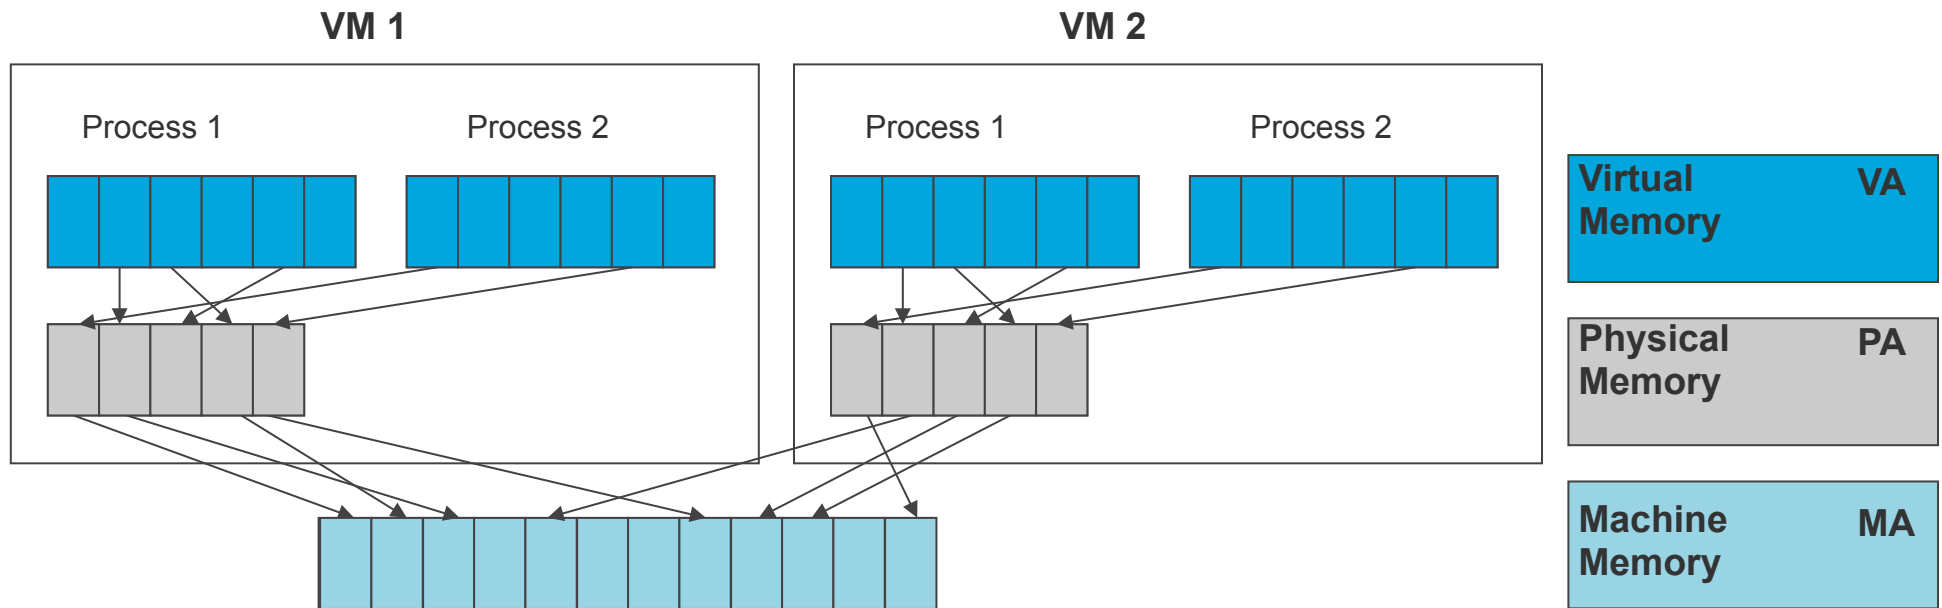 VM 1
VM 2
Process 1
Process 2
Process 1
Process 2
Virtual VA
Memory
Physical PA
Memory
Machine MA
Memory